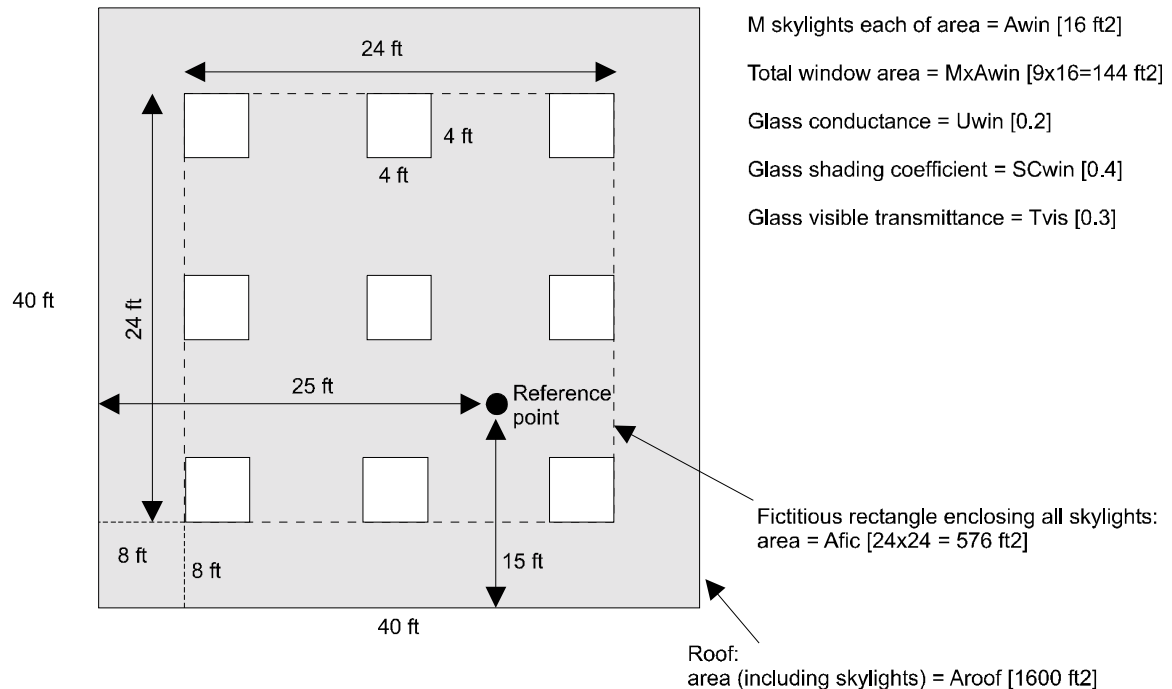 M skylights each of area = Awin [16 ft2]
24 ft
Total window area = MxAwin [9x16=144 ft2]
4 ft
Glass conductance = Uwin [0.2]
4 ft
Glass shading coefficient = SCwin [0.4]
Glass visible transmittance = Tvis [0.3]
40 ft
24 ft
25 ft
Reference
point
Fictitious rectangle enclosing all skylights:
area = Afic [24x24 = 576 ft2]
8 ft
8 ft
15 ft
40 ft
Roof:
area (including skylights) = Aroof [1600 ft2]